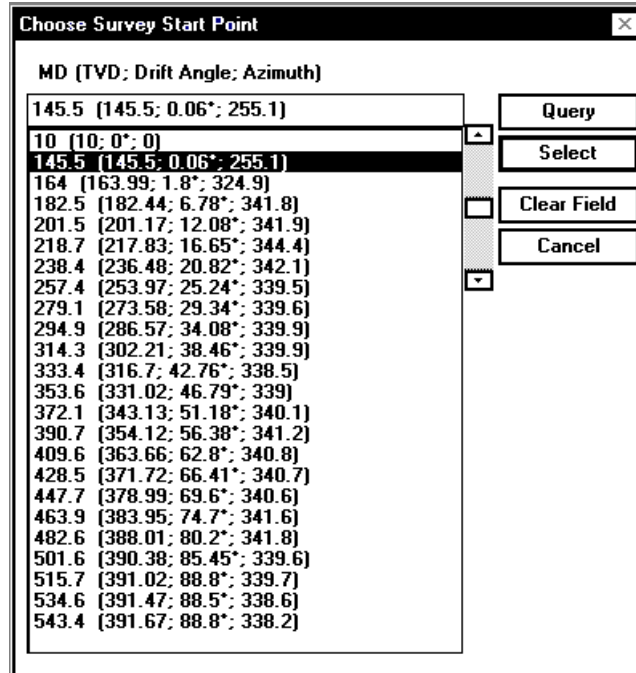 Choose Survey Start Point
MD (TVD; Drift Angle; Azimuth)
145.5 (145.5; 0.06°; 255.1)
10 (10; 0°; 0)
145.5 (145.5; 0.06°; 255.1)
164 (163.99; 1.8°; 324.9)
182.5 (182.44; 6.78°; 341.8)
201.5 (201.17; 12.08°; 341.9)
218.7 (217.83; 16.65°; 344.4)
238.4 (236.48; 20.82°; 342.1)
257.4 (253.97; 25.24°; 339.5)
279.1 (273.58; 29.34°; 339.6)
294.9 (286.57; 34.08°; 339.9)
314.3 (302.21; 38.46°; 339.9)
333.4 (316.7; 42.76°; 338.5)
353.6 (331.02; 46.79°; 339)
372.1 (343.13; 51.18°; 340.1)
390.7 (354.12; 56.38°; 341.2)
409.6 (363.66; 62.8°; 340.8)
428.5 (371.72; 66.41°; 340.7)
447.7 (378.99; 69.6°; 340.6)
463.9 (383.95; 74.7°; 341.6)
482.6 (388.01; 80.2°; 341.8)
501.6 (390.38; 85.45°; 339.6)
515.7 (391.02; 88.8°; 339.7)
534.6 (391.47; 88.5°; 338.6)
543.4 (391.67; 88.8°; 338.2)
Query
Select
Clear Field
Cancel